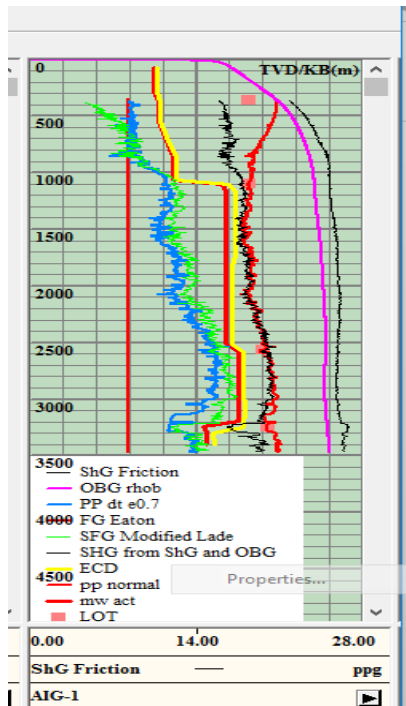 0 TVD/KB(m)
500
1000
1500
2000
2500
3000
3500
ShG Friction
OBG rhob
PP dt e0.7
4000 FG Eaton
SFG Modified Lade
SHG from ShG and OBG
ECD
4500 pp normal
Properties...
mw act
LOT
0.00 14.00 28.00
ShG Friction ppg
AIG-1